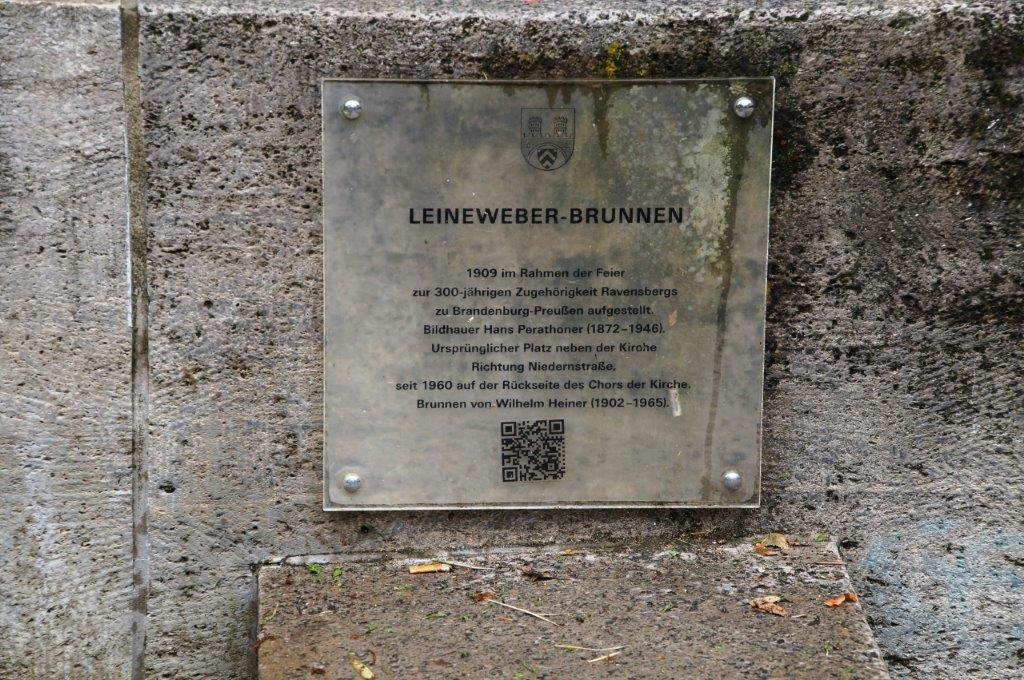 LEINEWEBER-BRUNNEN
1909 im Rahmen der Feier
zur 300-jährigen Zugehörigkeit Ravensbergs
zu Brandenburg-Preußen aufgestellt.
Bildhauer Hans Perathoner (1872–1946).
Ursprünglicher Platz neben der Kirche
Richtung Niedernstraße,
seit 1960 auf der Rückseite des Chors der Kirche.
Brunnen von Wilhelm Heiner (1902–1965).